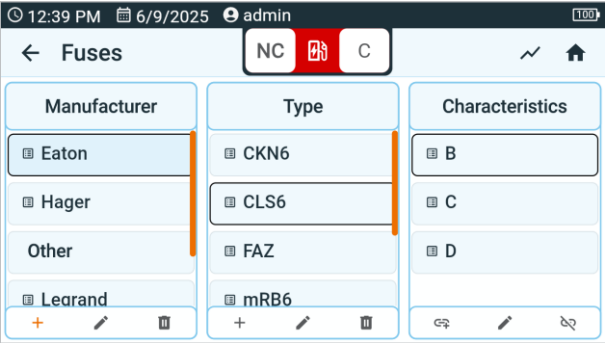 12:39 PM 6/9/2025 admin 100
Fuses NC C
Manufacturer Type Characteristics
Eaton CKN6 B
Hager CLS6 C
Other FAZ D
Legrand mRB6